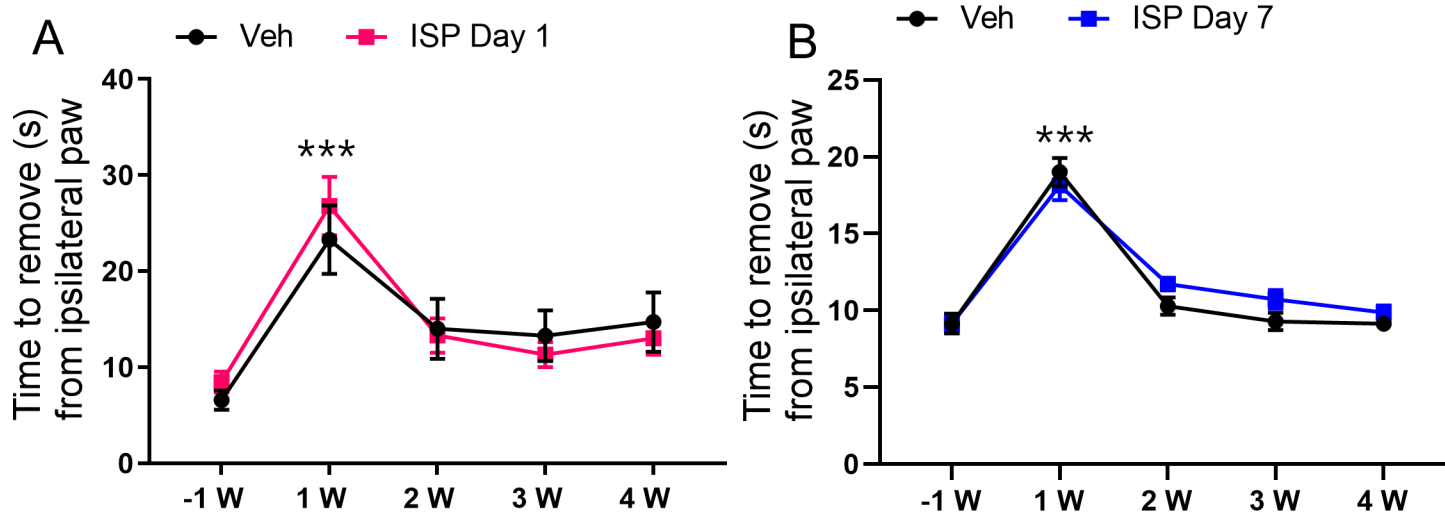 A
Veh
ISP Day 1
Time to remove (s)
from ipsilateral paw
40
30
20
10
0
***
-1 W
1 W
2 W
3 W
4 W
B
Veh
ISP Day 7
Time to remove (s)
from ipsilateral paw
25
20
15
10
5
0
***
-1 W
1 W
2 W
3 W
4 W